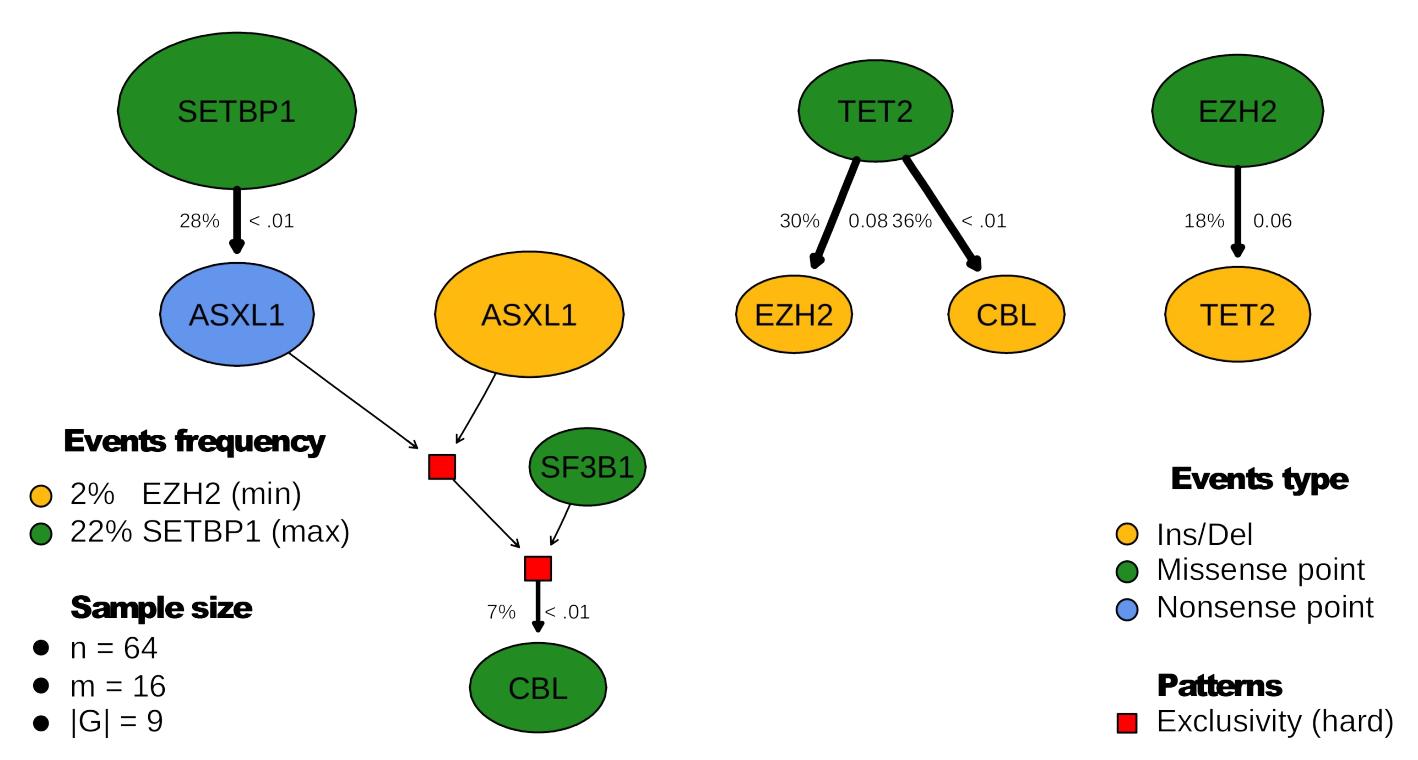 SETBP1
TET2
EZH2
28% < .01
30% 0.08 36% < .01
18% 0.06
ASXL1
ASXL1
EZH2
CBL
TET2
Events frequency
2% EZH2 (min)
22% SETBP1 (max)
SF3B1
Sample size
n = 64
m = 16
|G| = 9
7% < .01
CBL
Events type
Ins/Del
Missense point
Nonsense point
Patterns
Exclusivity (hard)